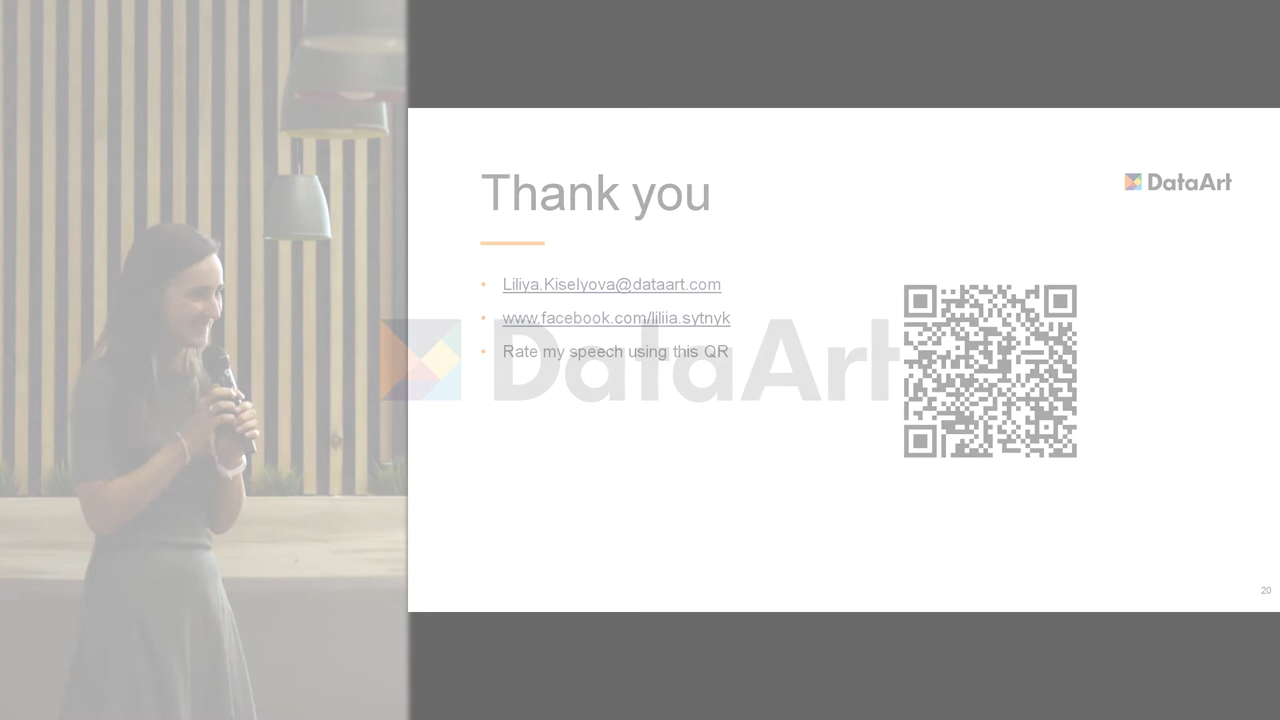 Thank you
DataArt
• Liliya.Kiselyova@dataart.com
• www.facebook.com/liliia.sytnyk
• Rate my speech using this QR
DataArt
20